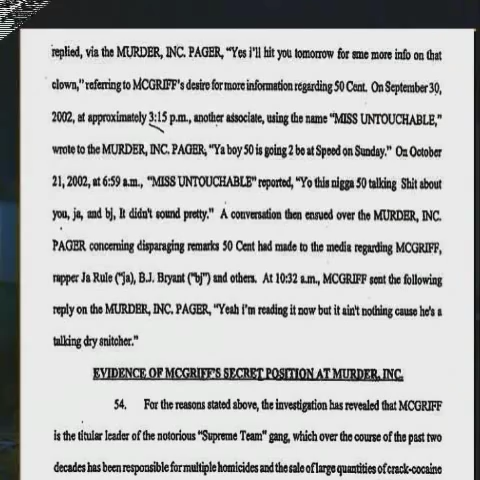 replied, via the MURDER, INC. PAGER, "Yes i'll hit you tomorrow for sme more info on that
clown," referring to MCGRIFF's desire for more information regarding 50 Cent. On September 30,
2002, at approximately 3:15 p.m., another associate, using the name "MISS UNTOUCHABLE,"
wrote to the MURDER, INC. PAGER, "Ya boy 50 is going 2 be at Speed on Sunday." On October
21, 2002, at 6:59 a.m., "MISS UNTOUCHABLE" reported, "Yo this nigga 50 talking Shit about
you, ja, and bj, It didn't sound pretty." A conversation then ensued over the MURDER, INC.
PAGER concerning disparaging remarks 50 Cent had made to the media regarding MCGRIFF,
rapper Ja Rule ("ja), B.J. Bryant ("bj") and others. At 10:32 a.m., MCGRIFF sent the following
reply on the MURDER, INC. PAGER, "Yeah i'm reading it now but it ain't nothing cause he's a
talking dry snitcher."
EVIDENCE OF MCGRIFF'S SECRET POSITION AT MURDER, INC.
54. For the reasons stated above, the investigation has revealed that MCGRIFF
is the titular leader of the notorious "Supreme Team" gang, which over the course of the past two
decades has been responsible for multiple homicides and the sale of large quantities of crack-cocaine